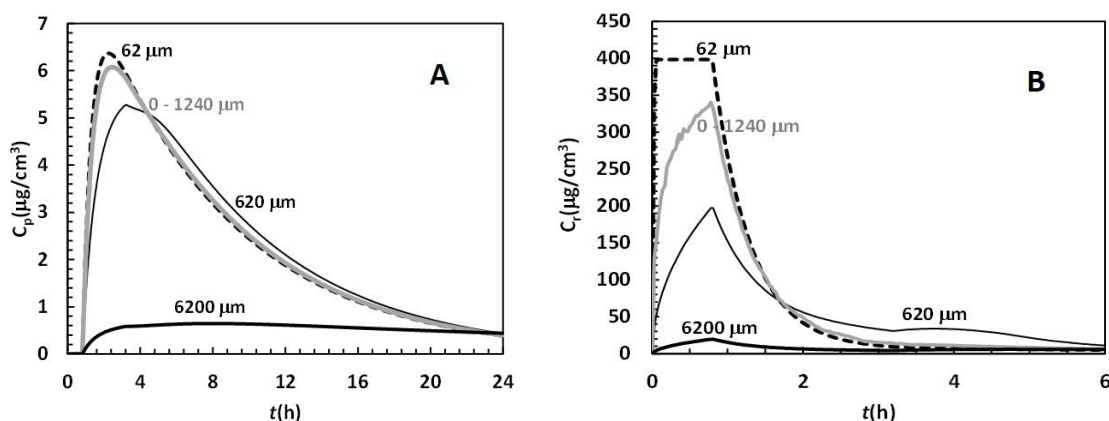 7
6
5
4
3
2
1
0
0 4 8 12 16 20 24
Cp(µg/cm³)
t(h)
A
62 µm
0 - 1240 µm
620 µm
6200 µm
450
400
350
300
250
200
150
100
50
0
0 2 4 6
Cr(µg/cm³)
t(h)
B
62 µm
0 - 1240 µm
620 µm
6200 µm